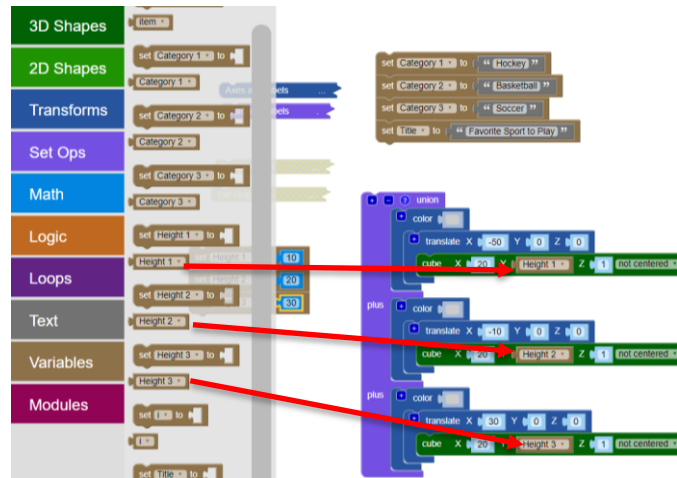 3D Shapes
2D Shapes
Transforms
Set Ops
Math
Logic
Loops
Text
Variables
Modules
item
set Category 1 to
Category 1
set Category 2 to
Category 2
set Category 3 to
Category 3
set Height 1 to
Height 1
set Height 2 to
Height 2
set Height 3 to
Height 3
set i to
i
set Title to
10
20
30
set Category 1 to “ Hockey ”
set Category 2 to “ Basketball ”
set Category 3 to “ Soccer ”
set Title to “ Favorite Sport to Play ”
+ - ? union
+ color
+ translate X -50 Y 0 Z 0
cube X 20 Y Height 1 Z 1 not centered
plus
+ color
+ translate X -10 Y 0 Z 0
cube X 20 Y Height 2 Z 1 not centered
plus
+ color
+ translate X 30 Y 0 Z 0
cube X 20 Y Height 3 Z 1 not centered